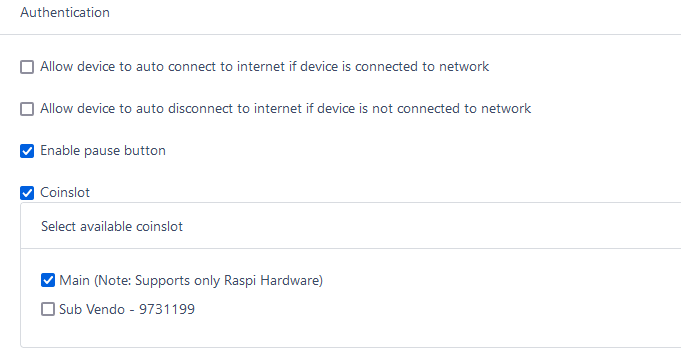 Authentication
Allow device to auto connect to internet if device is connected to network
Allow device to auto disconnect to internet if device is not connected to network
Enable pause button
Coinslot
Select available coinslot
Main (Note: Supports only Raspi Hardware)
Sub Vendo - 9731199